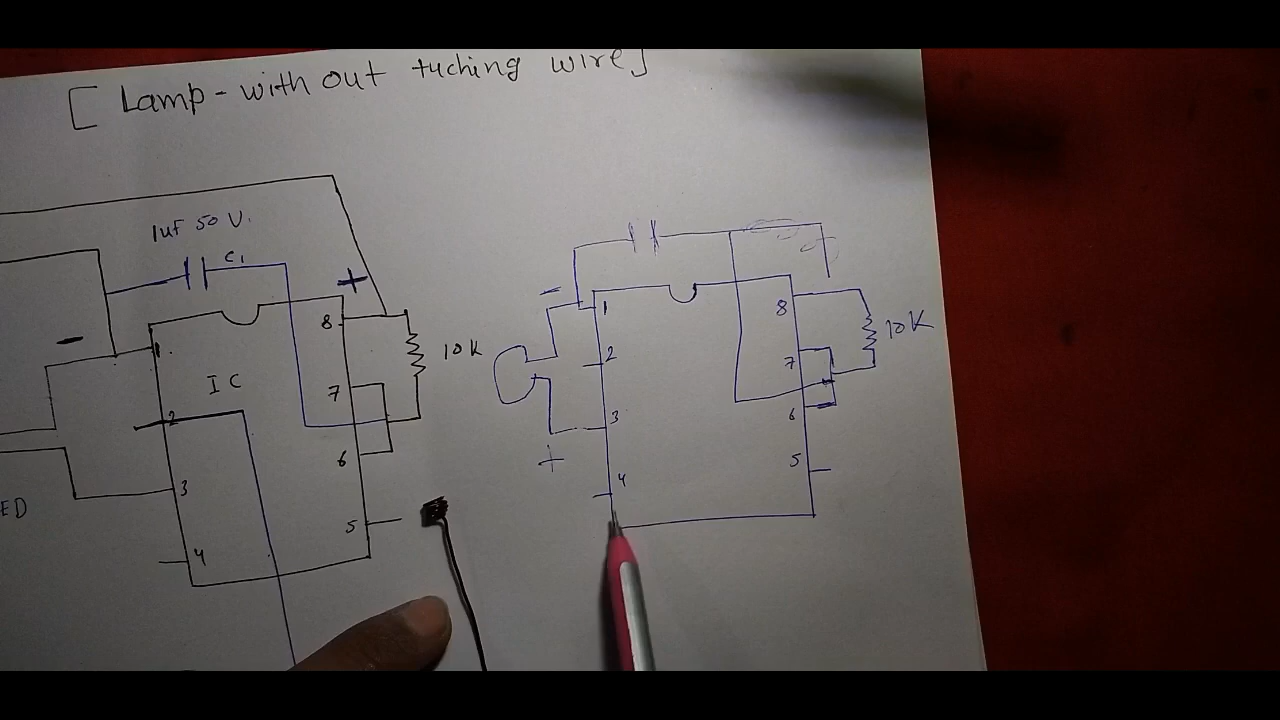 [ Lamp - with out tuching wire]
1uf 50 V.
C1
+
-
1.
IC
2
3
4
8
7
6
5
10K
ED
-
+
1
2
3
4
8
7
6
5
10K